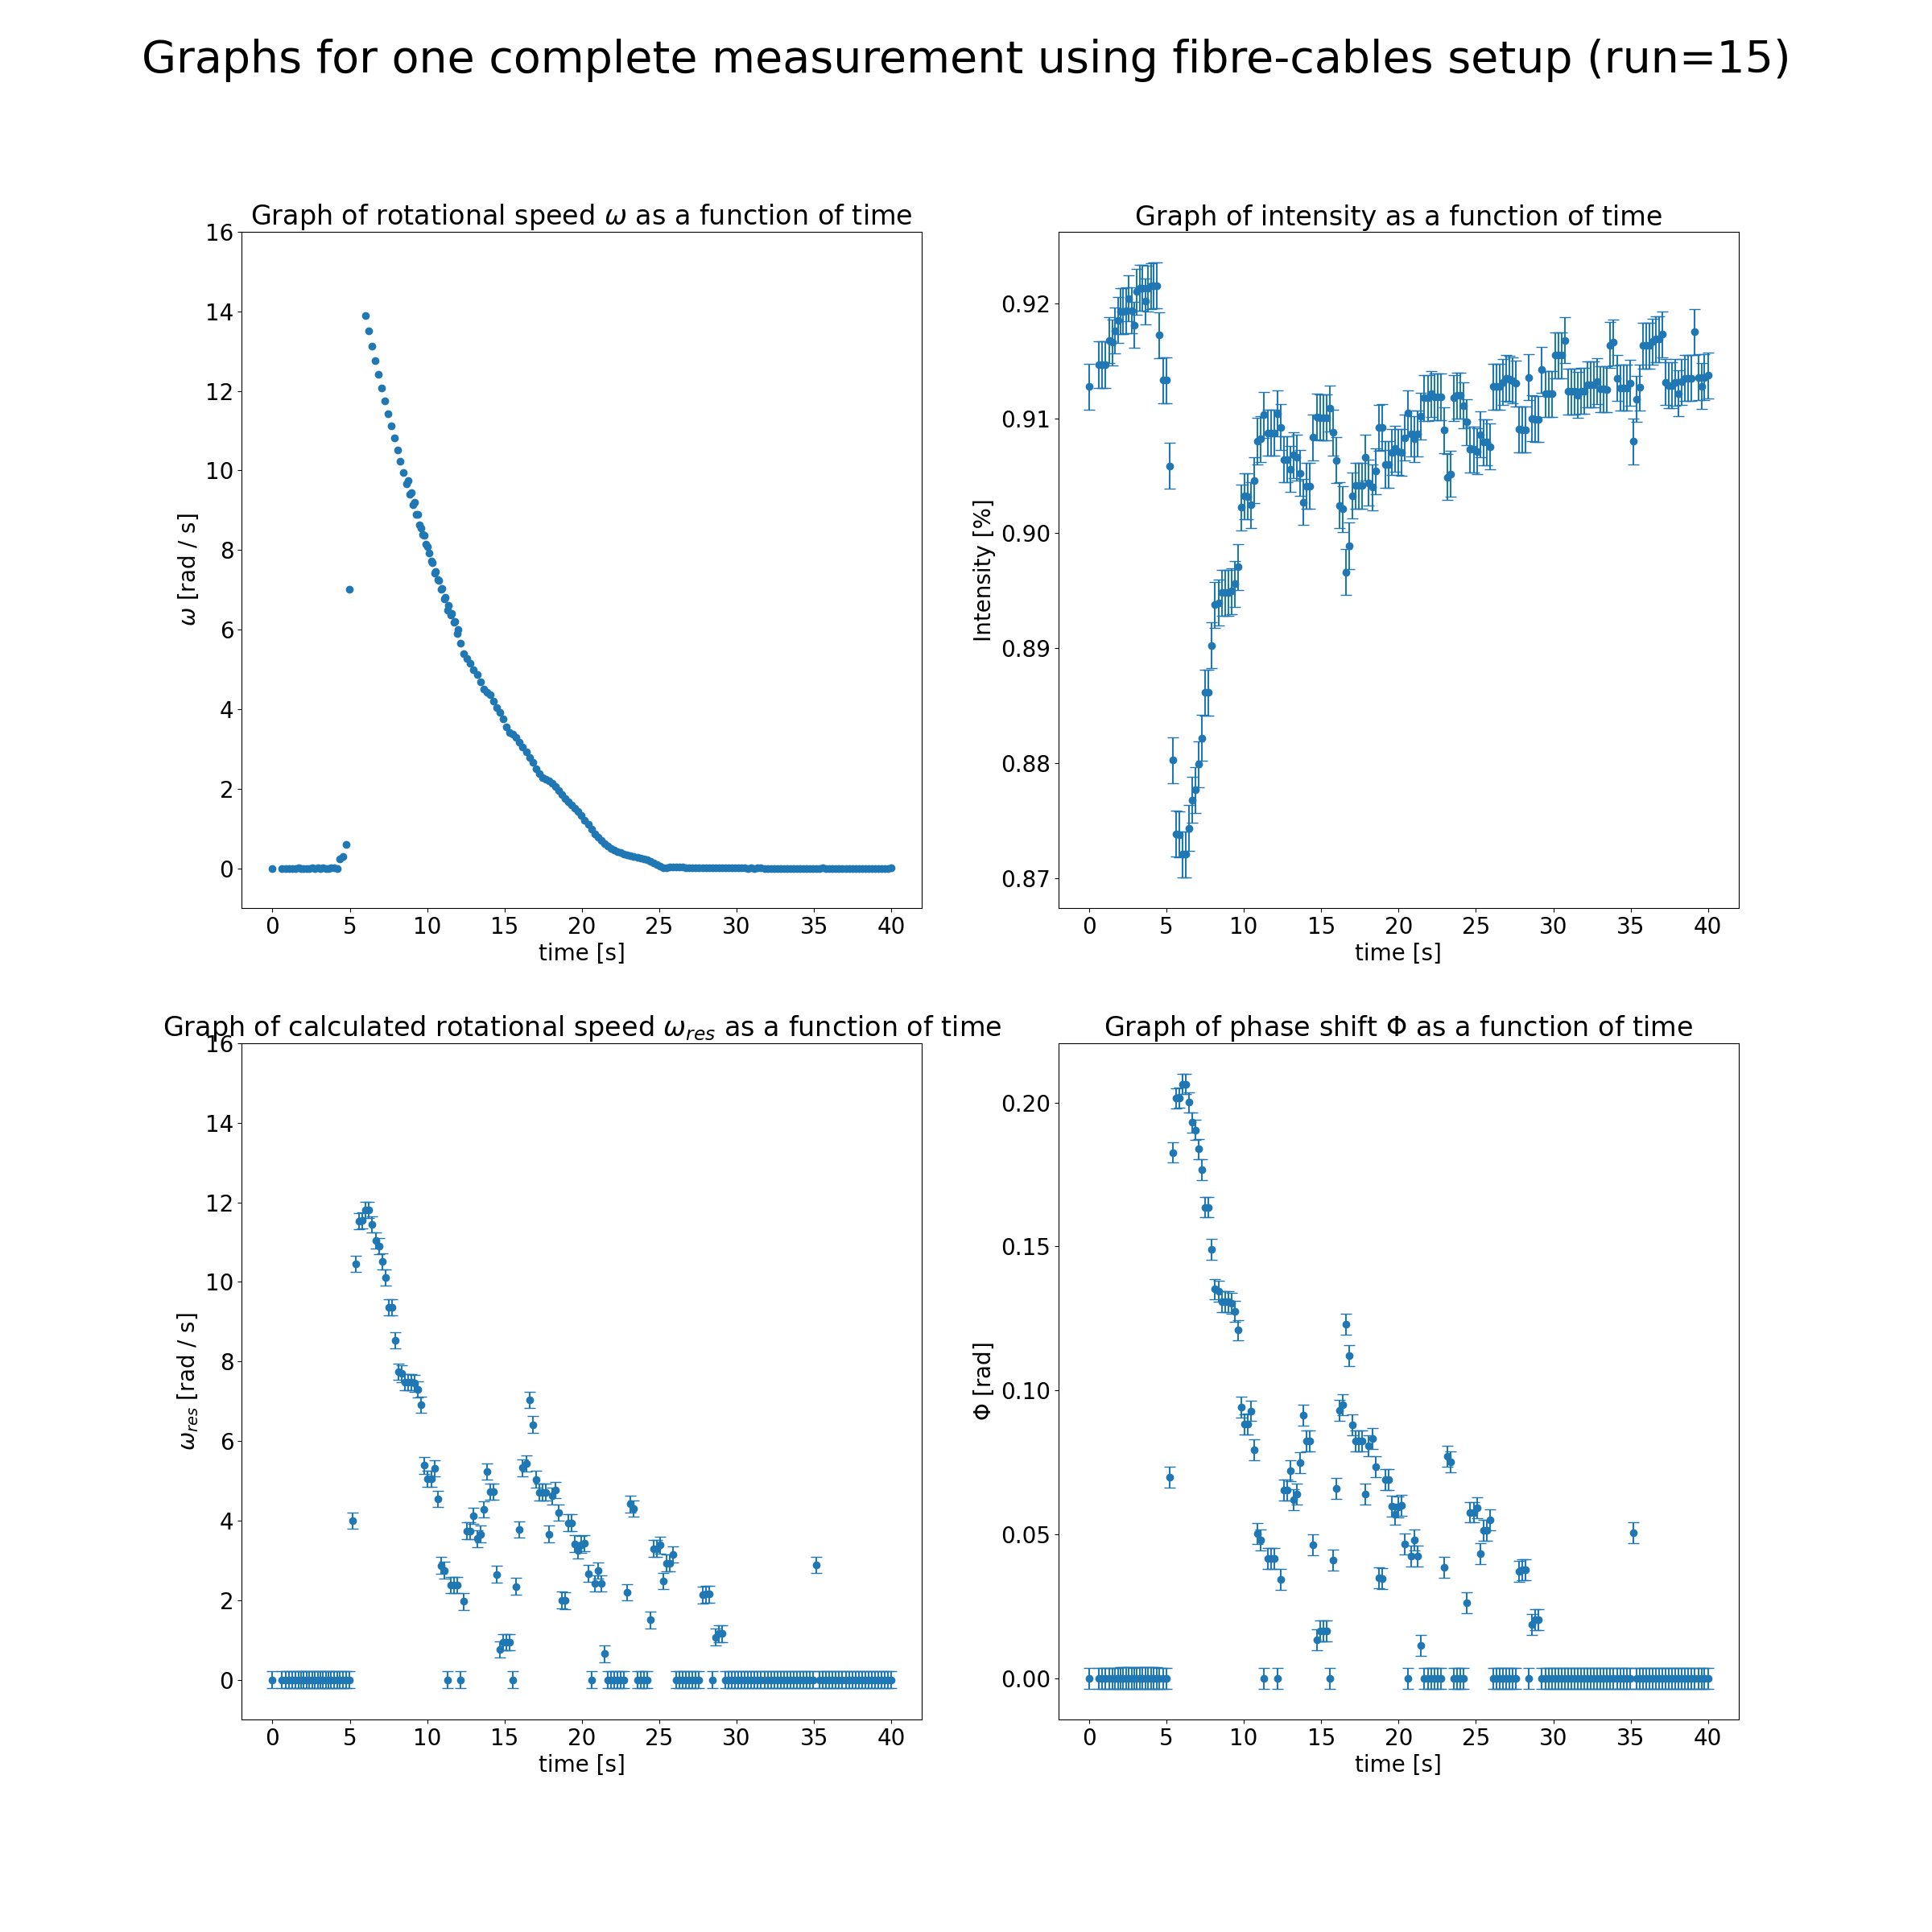 Graphs for one complete measurement using fibre-cables setup (run=15)
Graph of rotational speed ω as a function of time
16
14
12
10
8
6
4
2
0
ω [rad / s]
0 5 10 15 20 25 30 35 40
time [s]
Graph of intensity as a function of time
0.92
0.91
0.90
0.89
0.88
0.87
Intensity [%]
0 5 10 15 20 25 30 35 40
time [s]
Graph of calculated rotational speed ω_res as a function of time
16
14
12
10
8
6
4
2
0
ω_res [rad / s]
0 5 10 15 20 25 30 35 40
time [s]
Graph of phase shift Φ as a function of time
0.20
0.15
0.10
0.05
0.00
Φ [rad]
0 5 10 15 20 25 30 35 40
time [s]